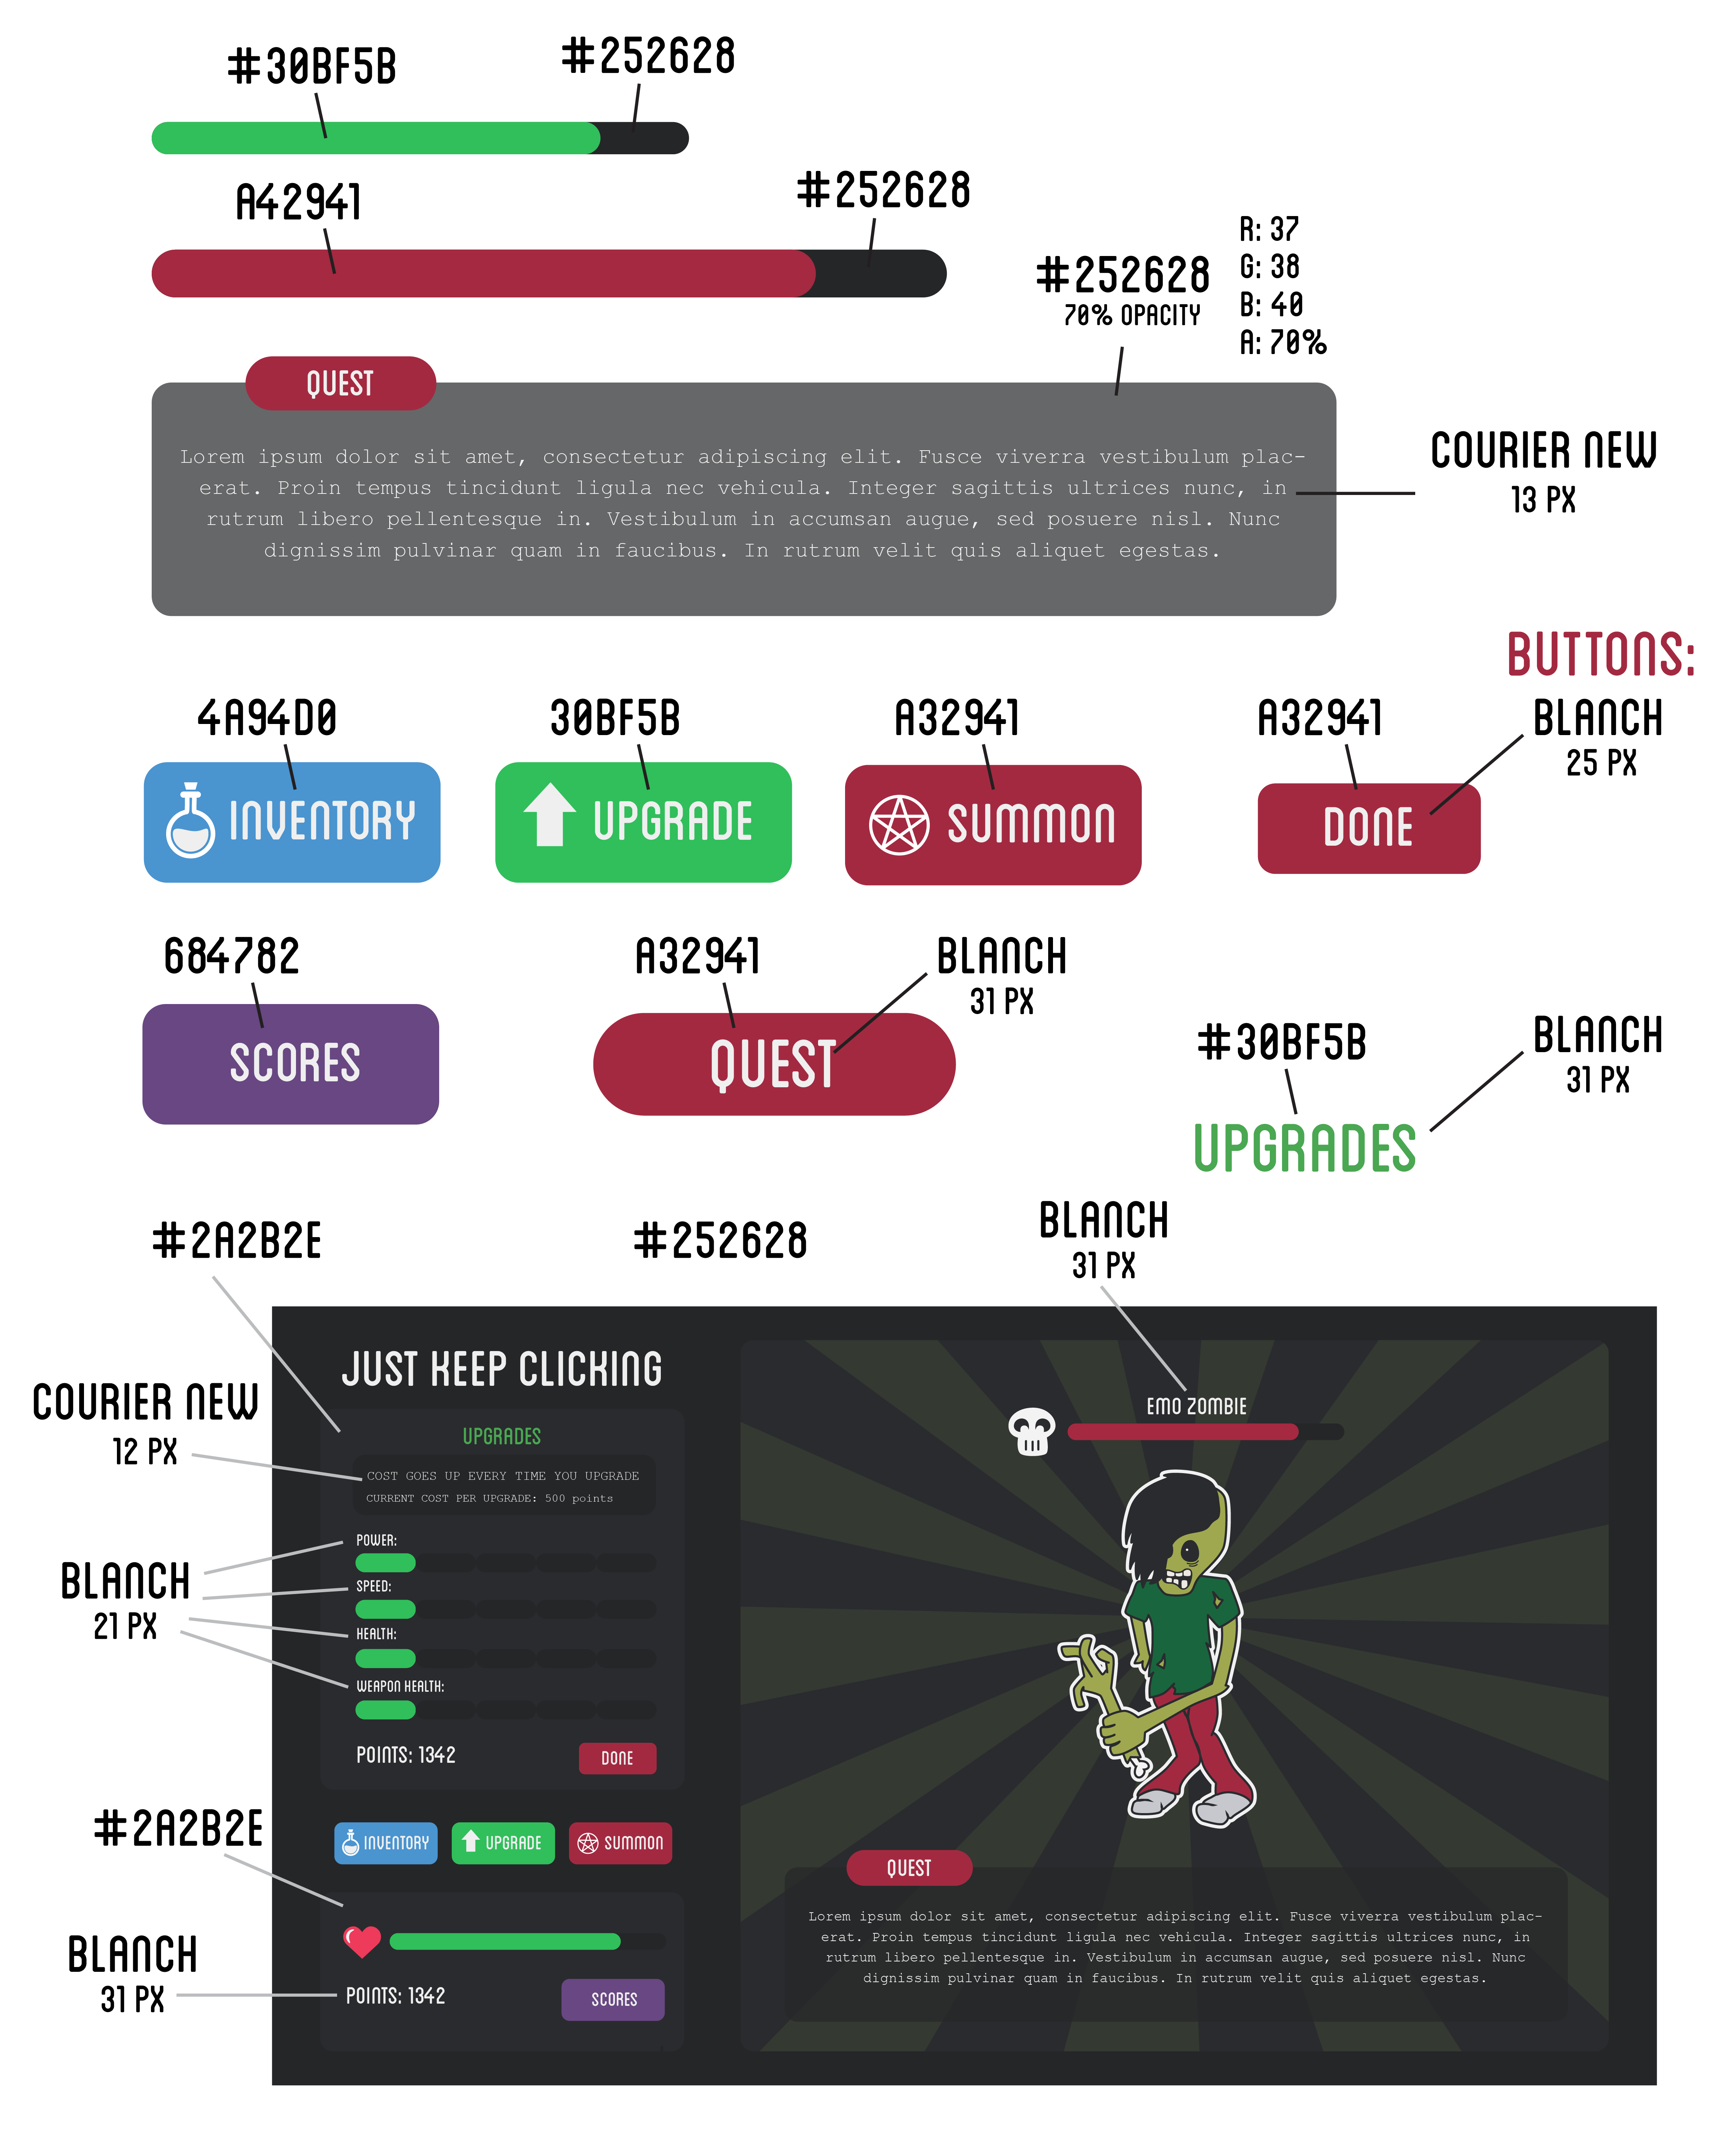 #30BF5B
#252628
A42941
#252628
#252628
70% OPACITY
R: 37
G: 38
B: 40
A: 70%
QUEST
Lorem ipsum dolor sit amet, consectetur adipiscing elit. Fusce viverra vestibulum plac-
erat. Proin tempus tincidunt ligula nec vehicula. Integer sagittis ultrices nunc, in
rutrum libero pellentesque in. Vestibulum in accumsan augue, sed posuere nisl. Nunc
dignissim pulvinar quam in faucibus. In rutrum velit quis aliquet egestas.
COURIER NEW
13 PX
BUTTONS:
4A94D0
30BF5B
A32941
A32941
BLANCH
25 PX
INVENTORY
UPGRADE
SUMMON
DONE
684782
A32941
BLANCH
31 PX
SCORES
QUEST
#30BF5B
BLANCH
31 PX
UPGRADES
#2A2B2E
#252628
BLANCH
31 PX
JUST KEEP CLICKING
COURIER NEW
12 PX
UPGRADES
COST GOES UP EVERY TIME YOU UPGRADE
CURRENT COST PER UPGRADE: 500 points
BLANCH
21 PX
POWER:
SPEED:
HEALTH:
WEAPON HEALTH:
POINTS: 1342
DONE
EMO ZOMBIE
#2A2B2E
INVENTORY
UPGRADE
SUMMON
BLANCH
31 PX
POINTS: 1342
SCORES
QUEST
Lorem ipsum dolor sit amet, consectetur adipiscing elit. Fusce viverra vestibulum plac-
erat. Proin tempus tincidunt ligula nec vehicula. Integer sagittis ultrices nunc, in
rutrum libero pellentesque in. Vestibulum in accumsan augue, sed posuere nisl. Nunc
dignissim pulvinar quam in faucibus. In rutrum velit quis aliquet egestas.